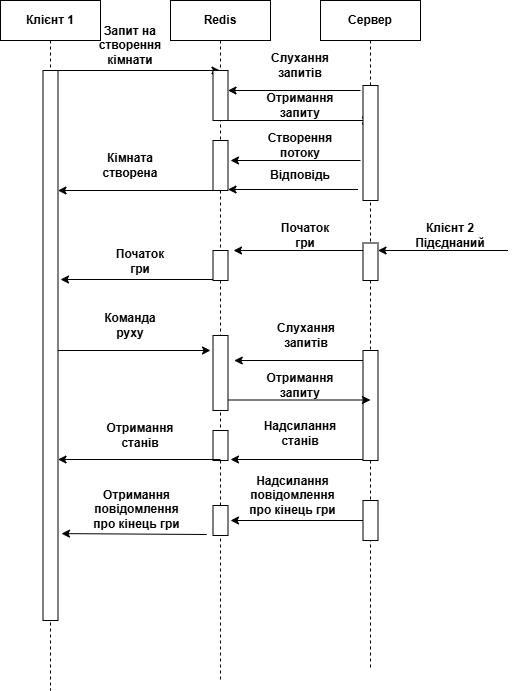 Клієнт 1
Redis
Сервер
Запит на
створення
кімнати
Слухання
запитів
Отримання
запиту
Створення
потоку
Кімната
створена
Відповідь
Початок
гри
Клієнт 2
Підєднаний
Початок
гри
Команда
руху
Слухання
запитів
Отримання
запиту
Отримання
станів
Надсилання
станів
Надсилання
повідомлення
про кінець гри
Отримання
повідомлення
про кінець гри